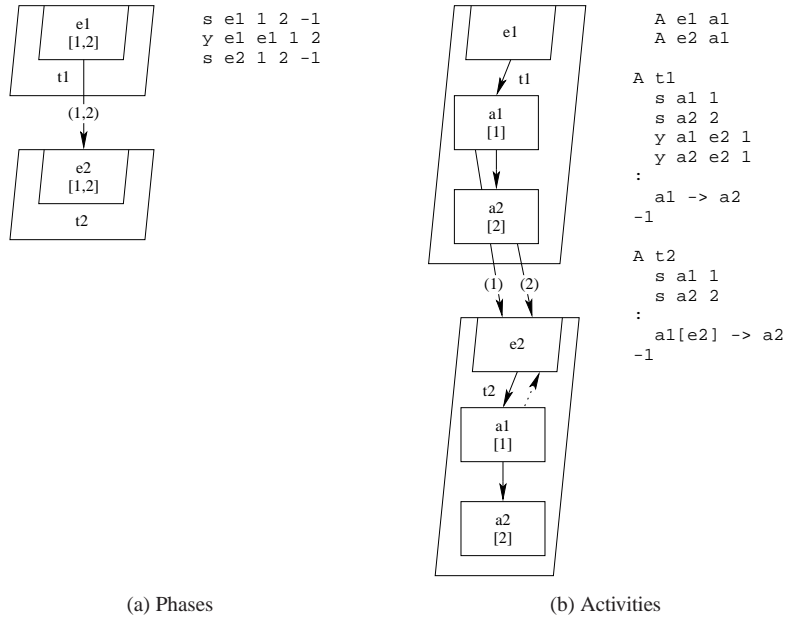 e1
[1,2]
t1
(1,2)
e2
[1,2]
t2
s e1 1 2 -1
y e1 e1 1 2
s e2 1 2 -1
(a) Phases
e1
t1
a1
[1]
a2
[2]
(1)
(2)
e2
t2
a1
[1]
a2
[2]
A e1 a1
A e2 a1
A t1
s a1 1
s a2 2
y a1 e2 1
y a2 e2 1
:
a1 -> a2
-1
A t2
s a1 1
s a2 2
:
a1[e2] -> a2
-1
(b) Activities